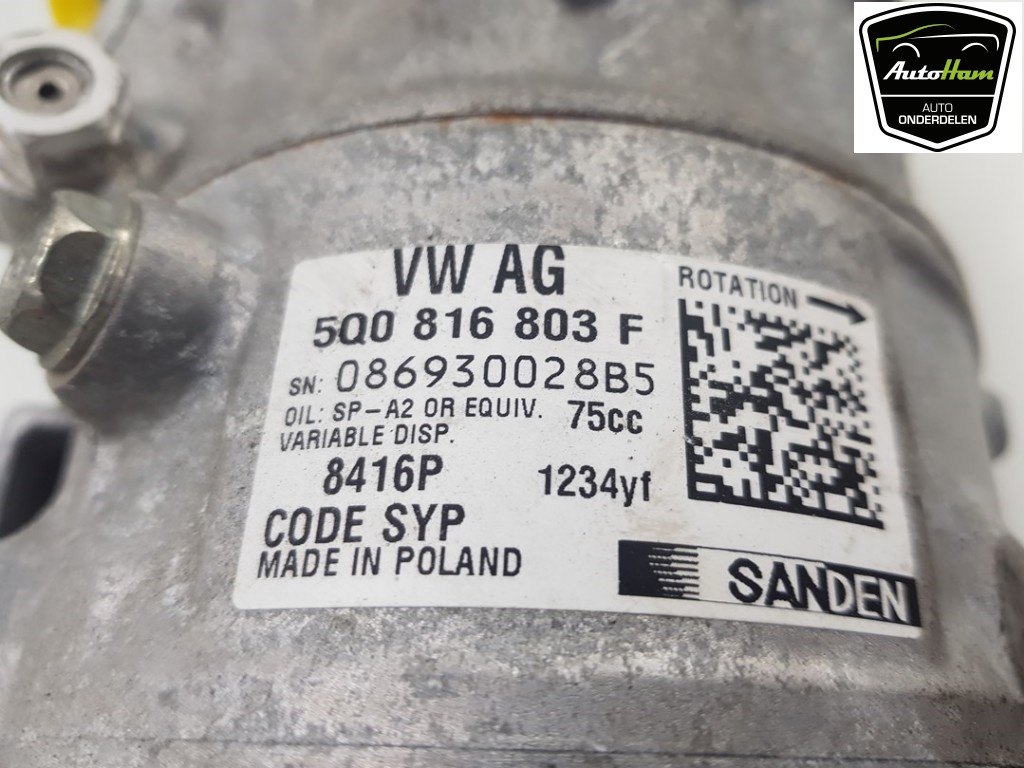 AutoHam
AUTO
ONDERDELEN
VW AG
ROTATION
5Q0 816 803 F
SN: 086930028B5
OIL: SP-A2 OR EQUIV. 75cc
VARIABLE DISP.
8416P 1234yf
CODE SYP
MADE IN POLAND
SANDEN